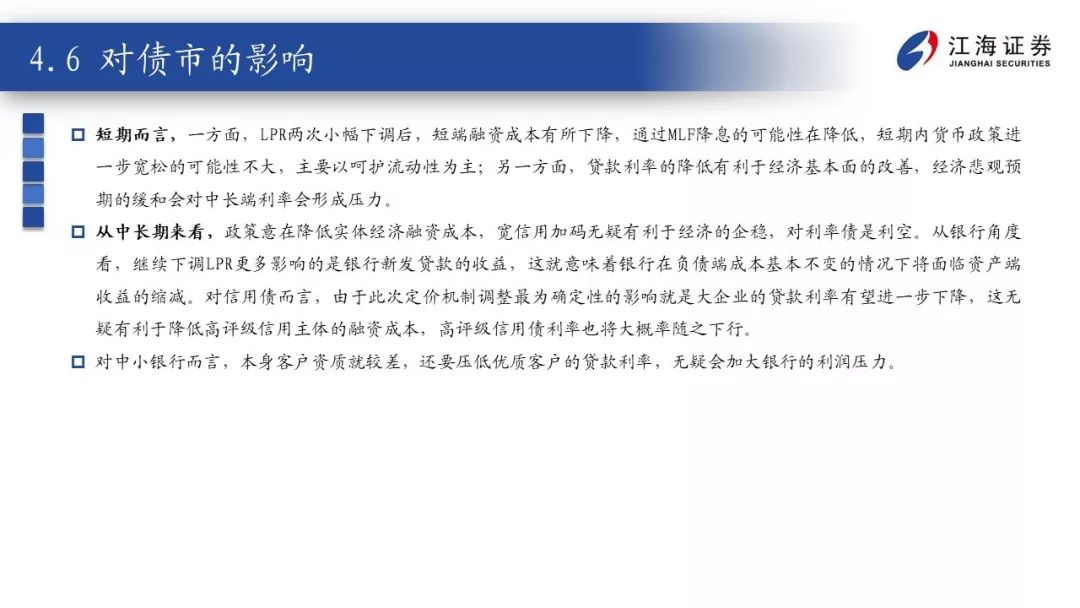 4.6 对债市的影响
江海证券
JIANGHAI SECURITIES
短期而言，一方面，LPR两次小幅下调后，短端融资成本有所下降，通过MLF降息的可能性在降低，短期内货币政策进
一步宽松的可能性不大，主要以呵护流动性为主；另一方面，贷款利率的降低有利于经济基本面的改善，经济悲观预
期的缓和会对中长端利率会形成压力。
从中长期来看，政策意在降低实体经济融资成本，宽信用加码无疑有利于经济的企稳，对利率债是利空。从银行角度
看，继续下调LPR更多影响的是银行新发贷款的收益，这就意味着银行在负债端成本基本不变的情况下将面临资产端
收益的缩减。对信用债而言，由于此次定价机制调整最为确定性的影响就是大企业的贷款利率有望进一步下降，这无
疑有利于降低高评级信用主体的融资成本，高评级信用债利率也将大概率随之下行。
对中小银行而言，本身客户资质就较差，还要压低优质客户的贷款利率，无疑会加大银行的利润压力。